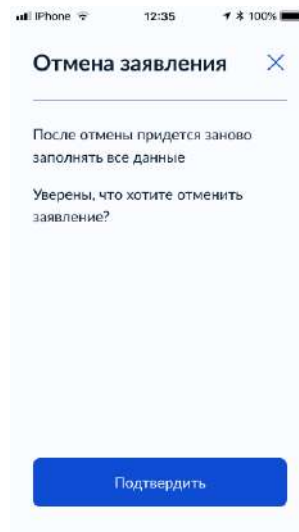 iPhone 12:35 100%
Отмена заявления
После отмены придется заново
заполнять все данные
Уверены, что хотите отменить
заявление?
Подтвердить